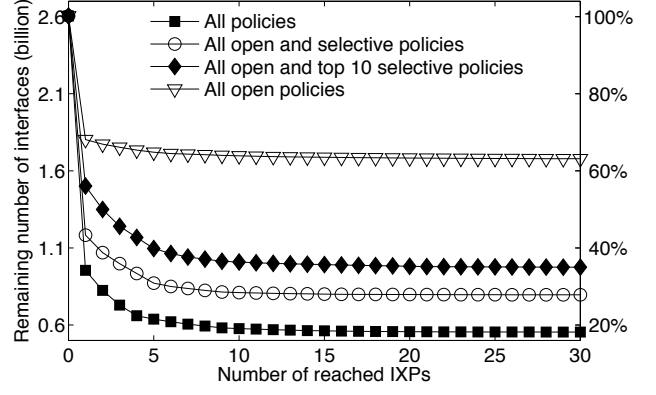 Remaining number of interfaces (billion)
2.6
2.1
1.6
1.1
0.6
All policies
All open and selective policies
All open and top 10 selective policies
All open policies
100%
80%
60%
40%
20%
0 5 10 15 20 25 30
Number of reached IXPs